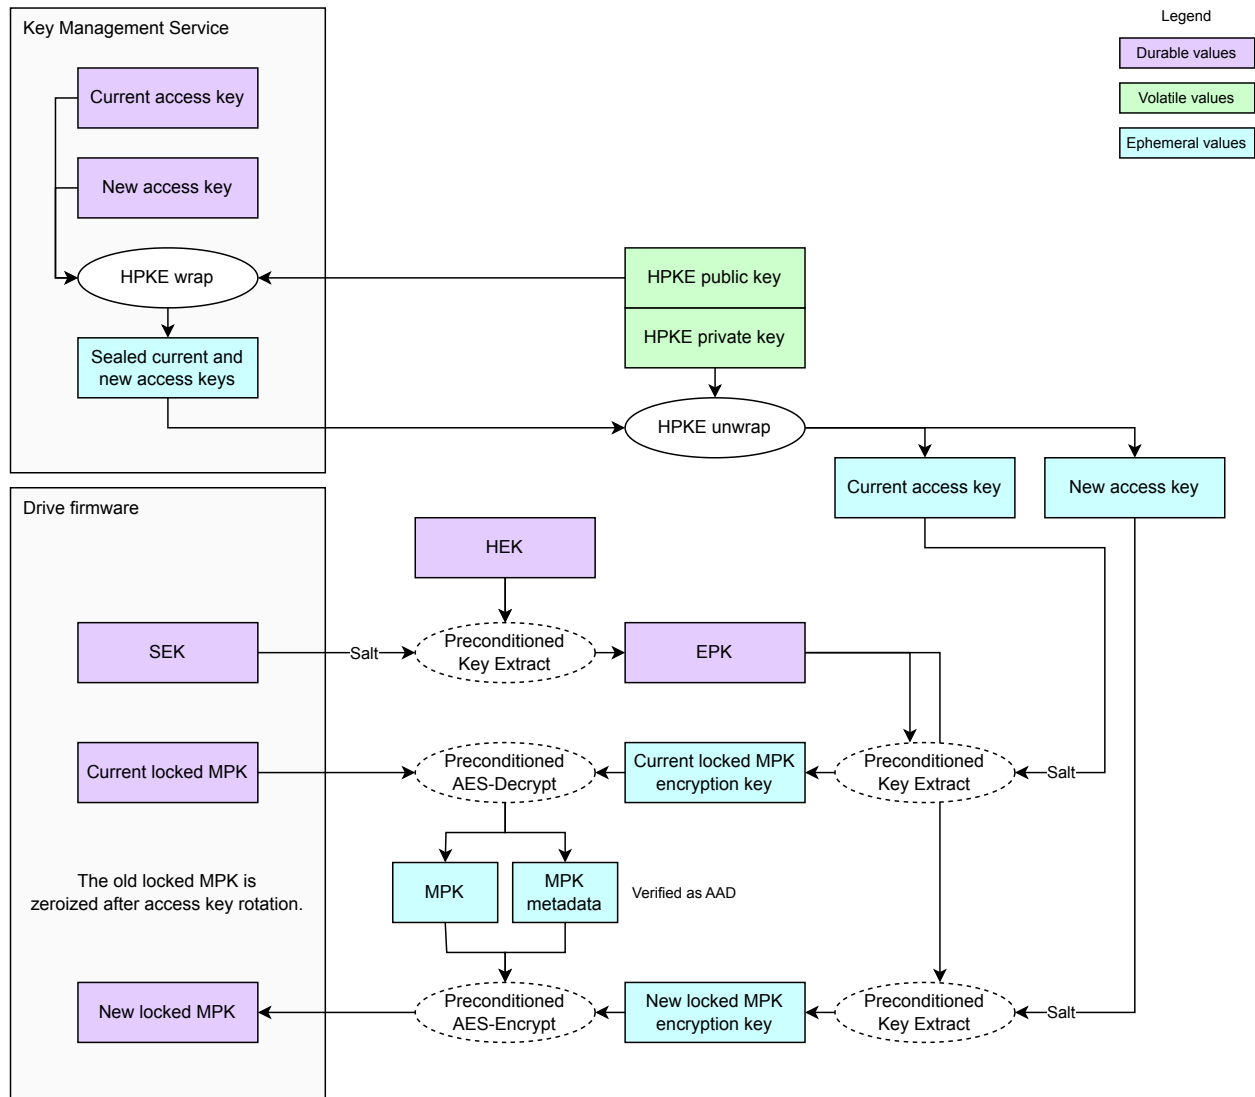 Legend
Key Management Service
Durable values
Current access key
Volatile values
Ephemeral values
New access key
HPKE wrap
HPKE public key
HPKE private key
Sealed current and
new access keys
HPKE unwrap
Current access key
New access key
Drive firmware
HEK
SEK
Salt
Preconditioned
Key Extract
EPK
Current locked MPK
Preconditioned
AES-Decrypt
Current locked MPK
encryption key
Preconditioned
Key Extract
Salt
The old locked MPK is
zeroized after access key rotation.
MPK
MPK
metadata
Verified as AAD
New locked MPK
Preconditioned
AES-Encrypt
New locked MPK
encryption key
Preconditioned
Key Extract
Salt